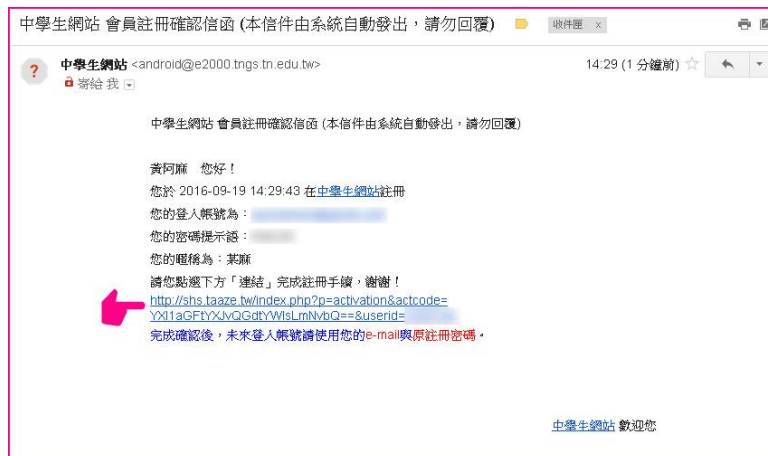 中學生網站 會員註冊確認信函 (本信件由系統自動發出，請勿回覆) 收件匣 x
? 中學生網站 <android@e2000.tngs.tn.edu.tw> 14:29 (1 分鐘前)
寄給 我
中學生網站 會員註冊確認信函 (本信件由系統自動發出，請勿回覆)
黃阿麻 您好！
您於 2016-09-19 14:29:43 在中學生網站註冊
您的登入帳號為：
您的密碼提示語：
您的暱稱為：某麻
請您點選下方「連結」完成註冊手續，謝謝！
http://shs.taaze.tw/index.php?p=activation&actcode=
YXl1aGFtYXJvQGdtYWlsLmNvbQ==&userid=
完成確認後，未來登入帳號請使用您的e-mail與原註冊密碼。
中學生網站 歡迎您